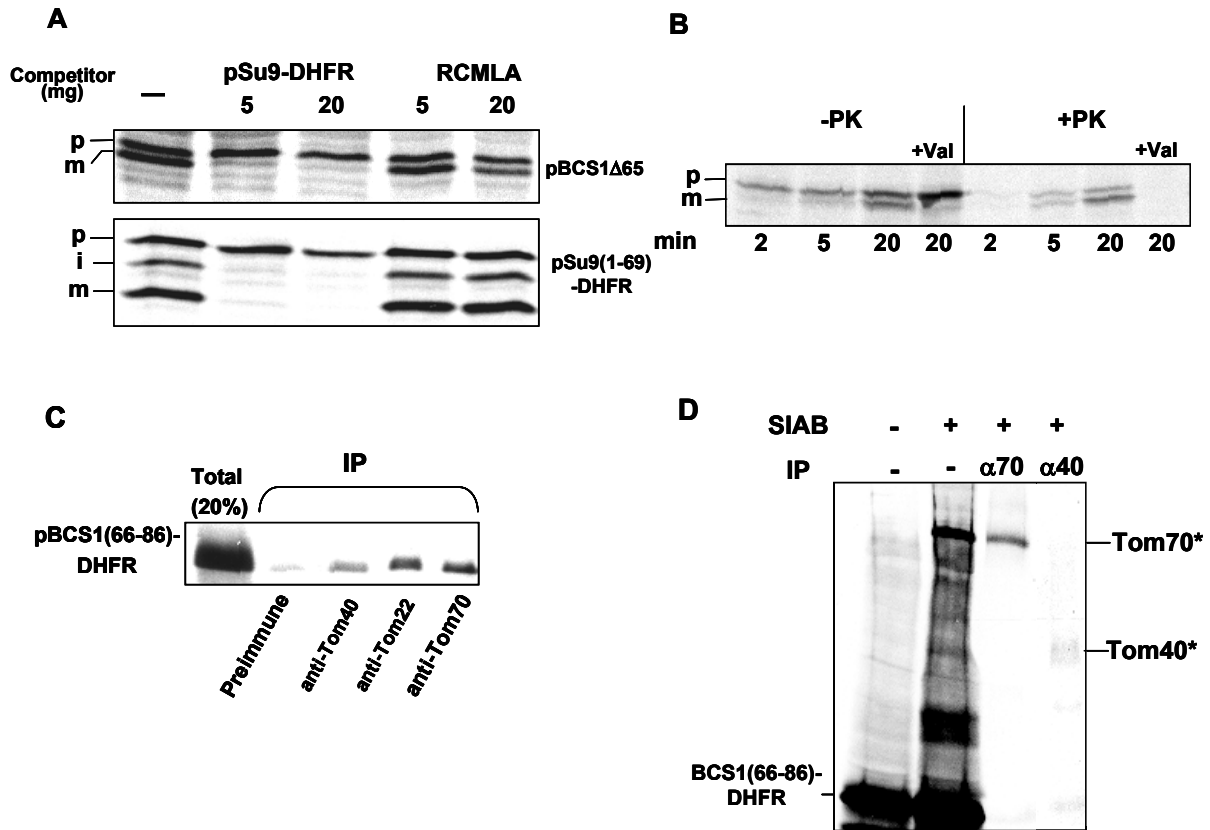 A
Competitor (mg)
— pSu9-DHFR RCMLA
5 20 5 20
p
m
pBCS1Δ65
p
i
m
pSu9(1-69)
-DHFR
B
-PK +PK
+Val +Val
p
m
min 2 5 20 20 2 5 20 20
C
Total
(20%)
IP
pBCS1(66-86)-
DHFR
Preimmune
anti-Tom40
anti-Tom22
anti-Tom70
D
SIAB - + + +
IP - - α70 α40
Tom70*
Tom40*
BCS1(66-86)-
DHFR